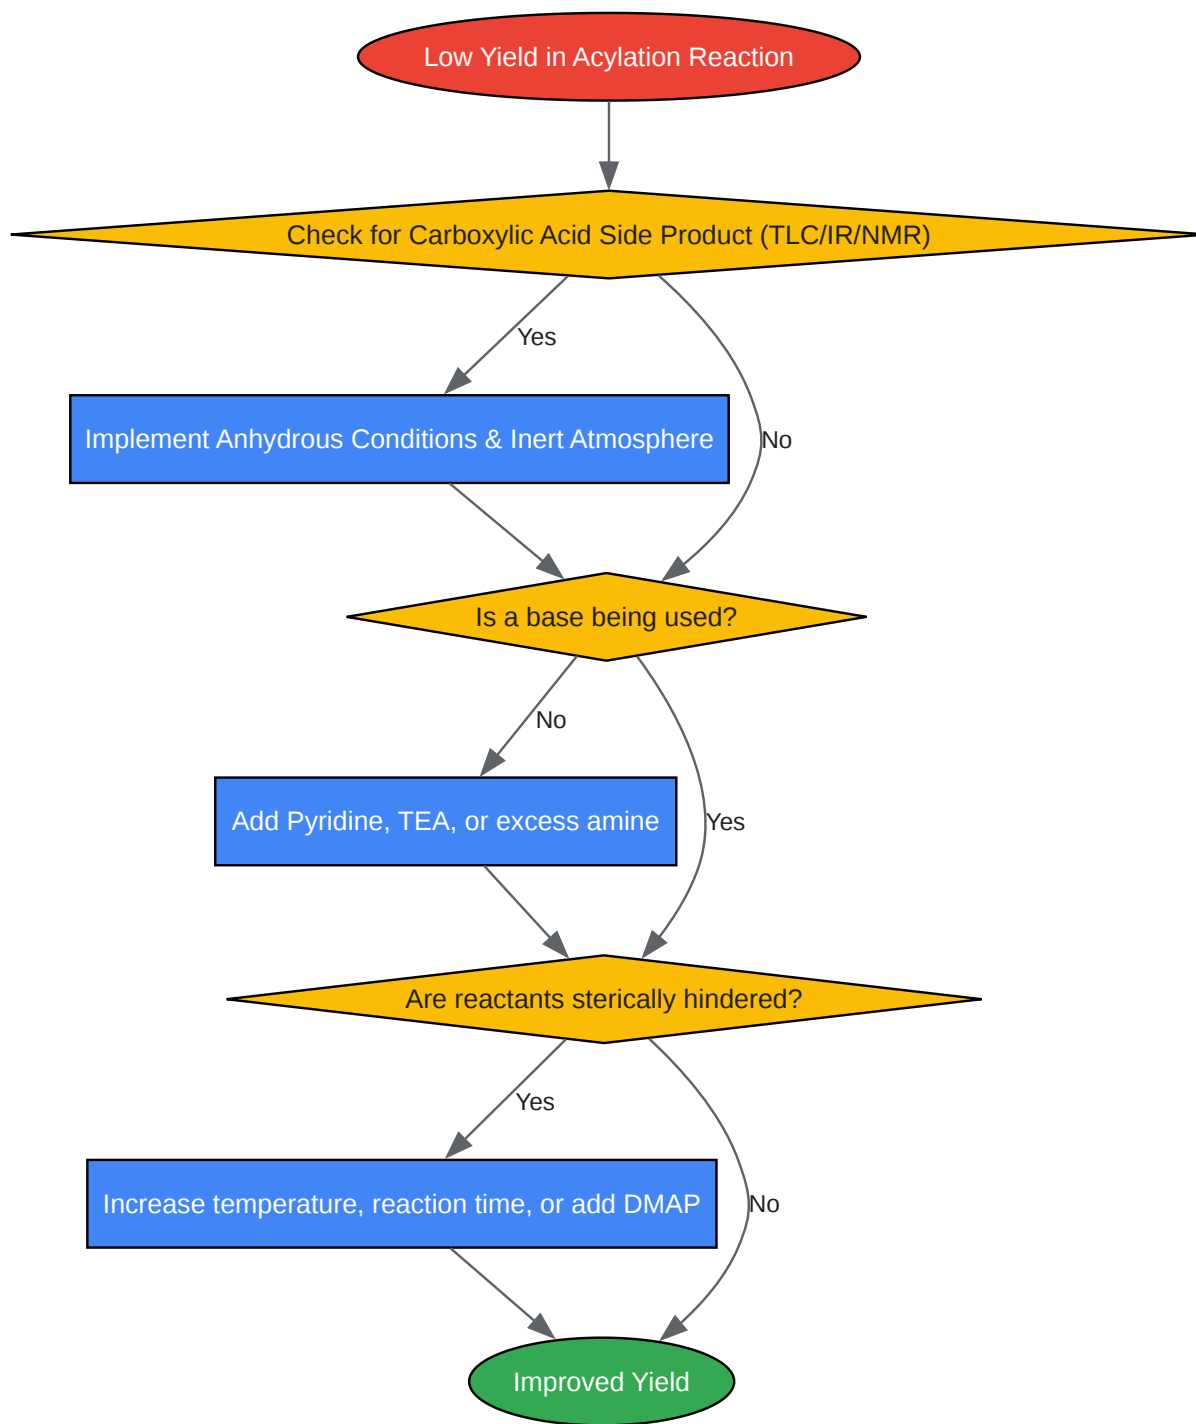 Low Yield in Acylation Reaction
Check for Carboxylic Acid Side Product (TLC/IR/NMR)
Yes
Implement Anhydrous Conditions & Inert Atmosphere
No
Is a base being used?
No
Add Pyridine, TEA, or excess amine
Yes
Are reactants sterically hindered?
Yes
Increase temperature, reaction time, or add DMAP
No
Improved Yield